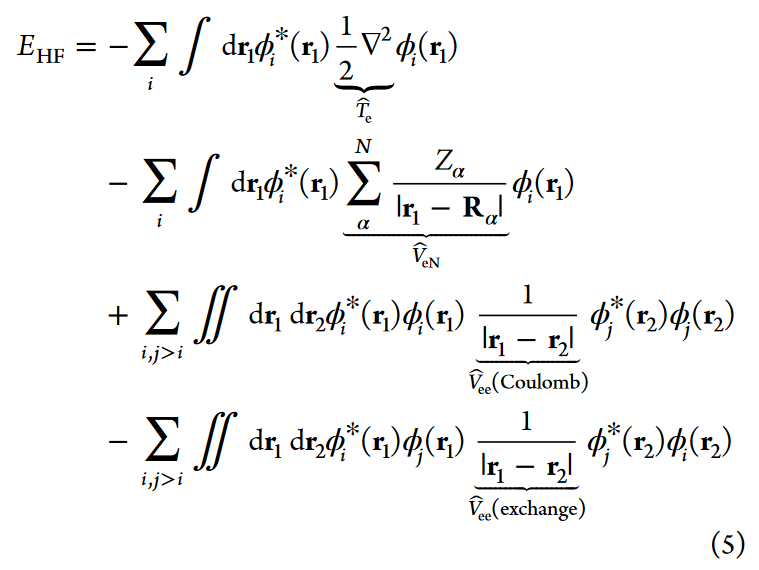 E_HF = − ∑_i ∫ dr₁ϕ_i*(r₁) 1/2 ∇² ϕ_i(r₁)
T̂_e
− ∑_i ∫ dr₁ϕ_i*(r₁) ∑_α^N Z_α/|r₁ − R_α| ϕ_i(r₁)
V̂_eN
+ ∑_{i,j>i} ∬ dr₁ dr₂ϕ_i*(r₁)ϕ_i(r₁) 1/|r₁ − r₂| ϕ_j*(r₂)ϕ_j(r₂)
V̂_ee(Coulomb)
− ∑_{i,j>i} ∬ dr₁ dr₂ϕ_i*(r₁)ϕ_j(r₁) 1/|r₁ − r₂| ϕ_j*(r₂)ϕ_i(r₂)
V̂_ee(exchange)
(5)